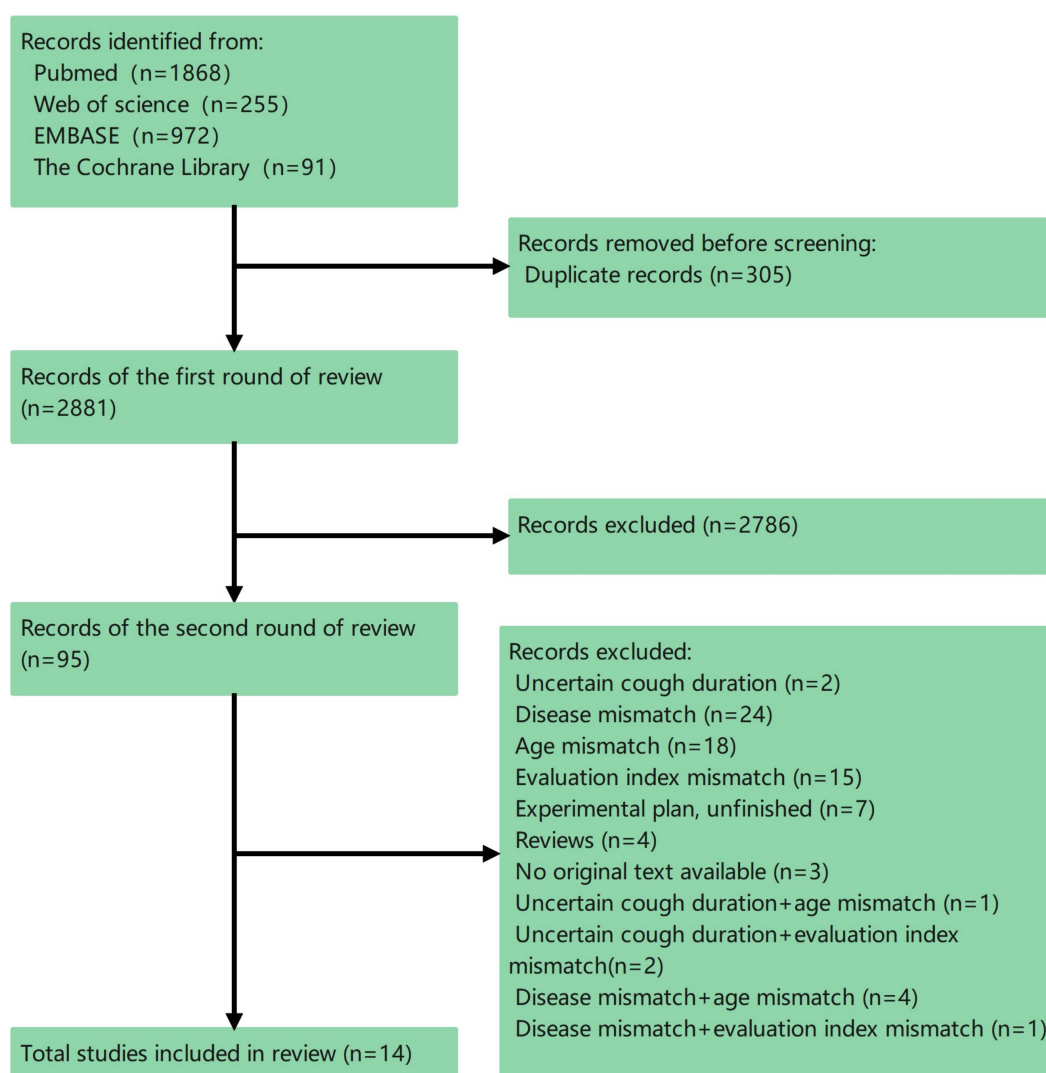 Records identified from:
Pubmed（n=1868）
Web of science（n=255）
EMBASE（n=972）
The Cochrane Library（n=91）
Records removed before screening:
Duplicate records (n=305)
Records of the first round of review
(n=2881)
Records excluded (n=2786)
Records of the second round of review
(n=95)
Records excluded:
Uncertain cough duration (n=2)
Disease mismatch (n=24)
Age mismatch (n=18)
Evaluation index mismatch (n=15)
Experimental plan, unfinished (n=7)
Reviews (n=4)
No original text available (n=3)
Uncertain cough duration+age mismatch (n=1)
Uncertain cough duration+evaluation index
mismatch(n=2)
Disease mismatch+age mismatch (n=4)
Disease mismatch+evaluation index mismatch (n=1)
Total studies included in review (n=14)